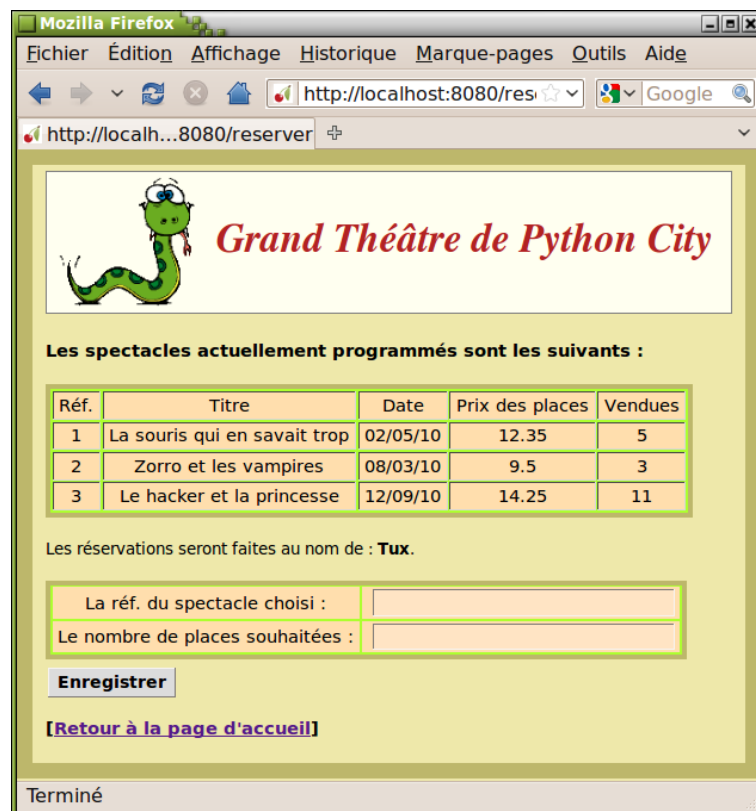 Mozilla Firefox
Fichier Édition Affichage Historique Marque-pages Outils Aide
http://localhost:8080/res Google
http://localh...8080/reserver
Grand Théâtre de Python City
Les spectacles actuellement programmés sont les suivants :
Réf. Titre Date Prix des places Vendues
1 La souris qui en savait trop 02/05/10 12.35 5
2 Zorro et les vampires 08/03/10 9.5 3
3 Le hacker et la princesse 12/09/10 14.25 11
Les réservations seront faites au nom de : Tux.
La réf. du spectacle choisi :
Le nombre de places souhaitées :
Enregistrer
[Retour à la page d'accueil]
Terminé